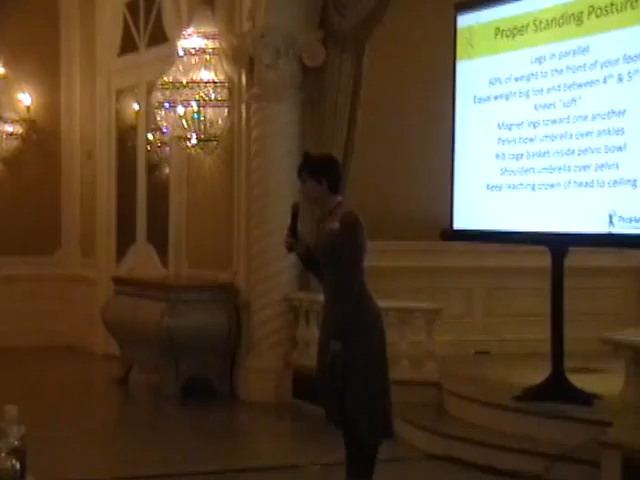 Proper Standing Posture
Legs in parallel
60% of weight to the front of your foot
Equal weight big toe and between 4th & 5th
Knees "soft"
Magnet legs toward one another
Pelvis bowl umbrella over ankles
Rib cage basket inside pelvic bowl
Shoulders umbrella over pelvis
Keep reaching crown of head to ceiling